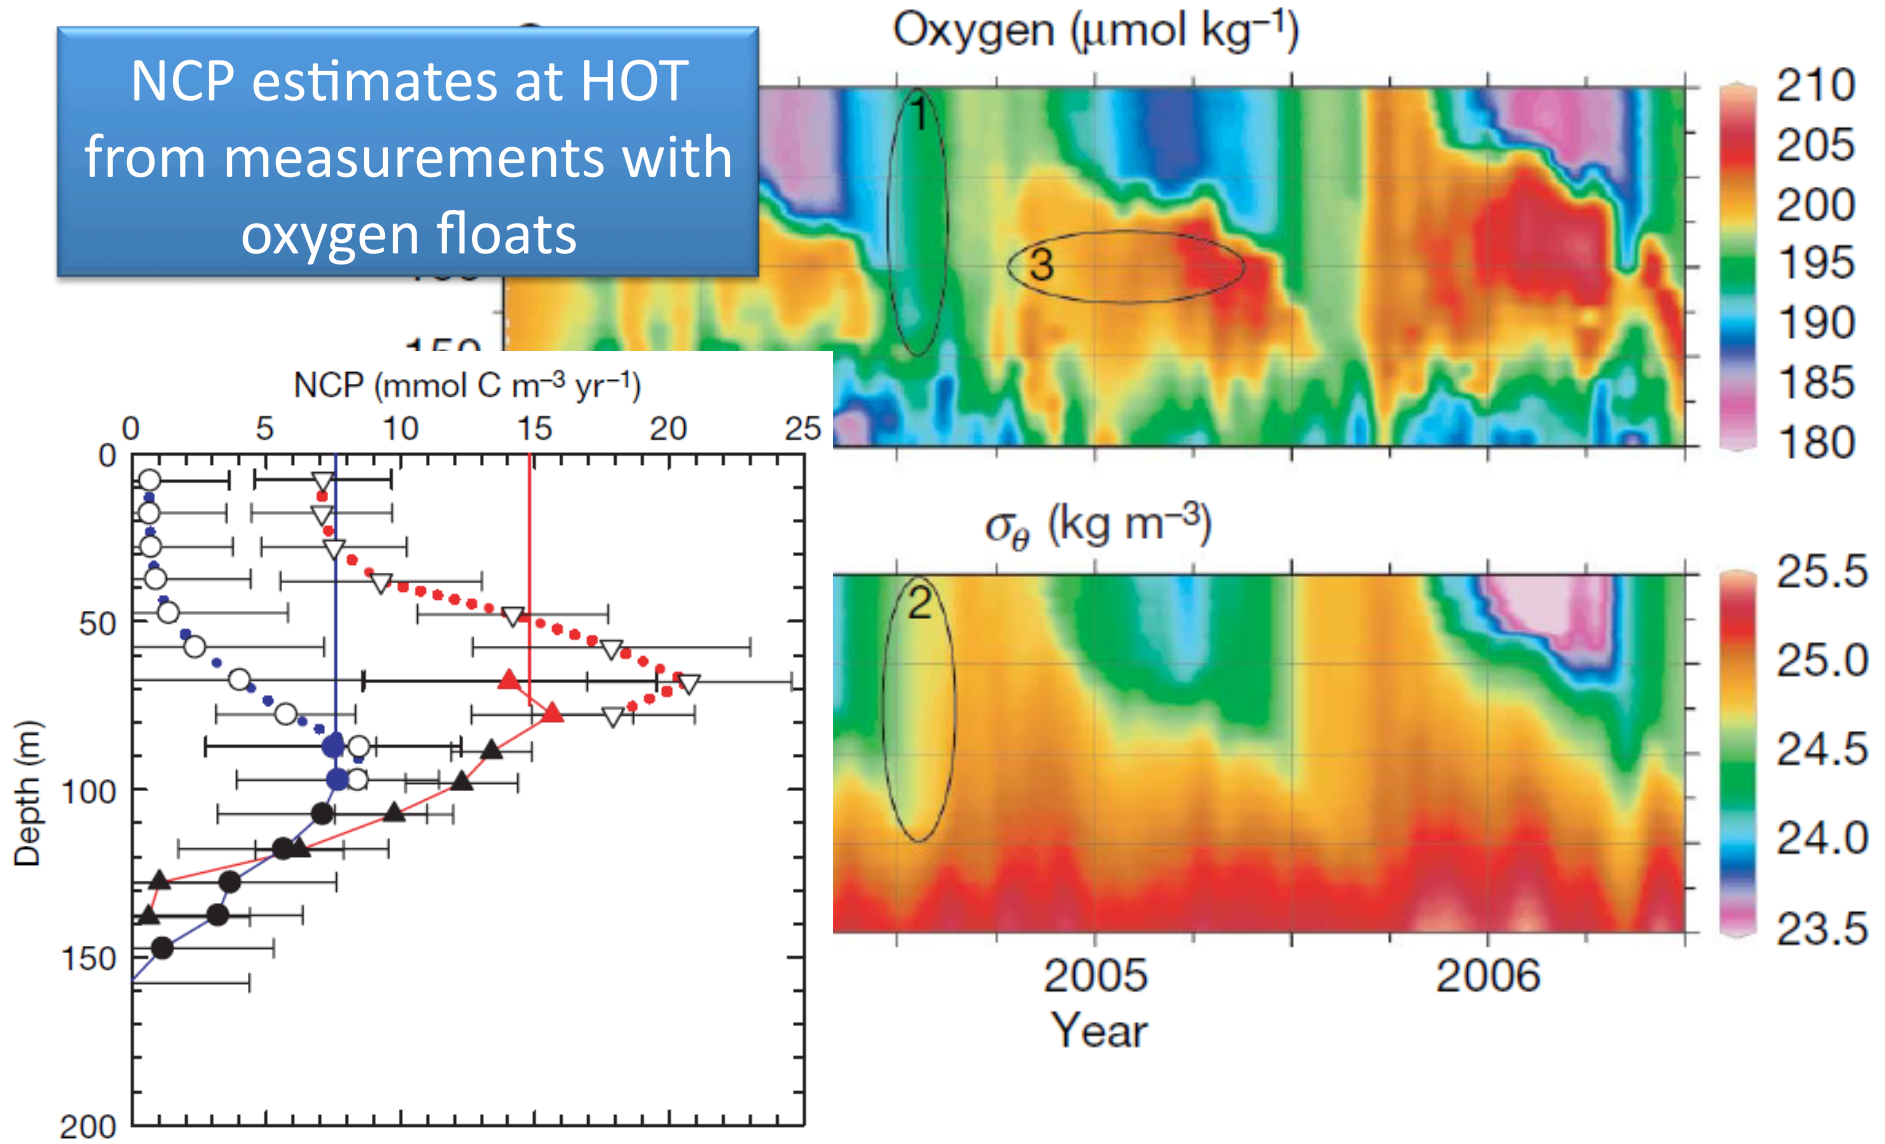 NCP estimates at HOT
from measurements with
oxygen floats
Oxygen (μmol kg⁻¹)
1
3
210
205
200
195
190
185
180
150
NCP (mmol C m⁻³ yr⁻¹)
0 5 10 15 20 25
0
50
100
150
200
Depth (m)
σθ (kg m⁻³)
2
25.5
25.0
24.5
24.0
23.5
2005 2006
Year